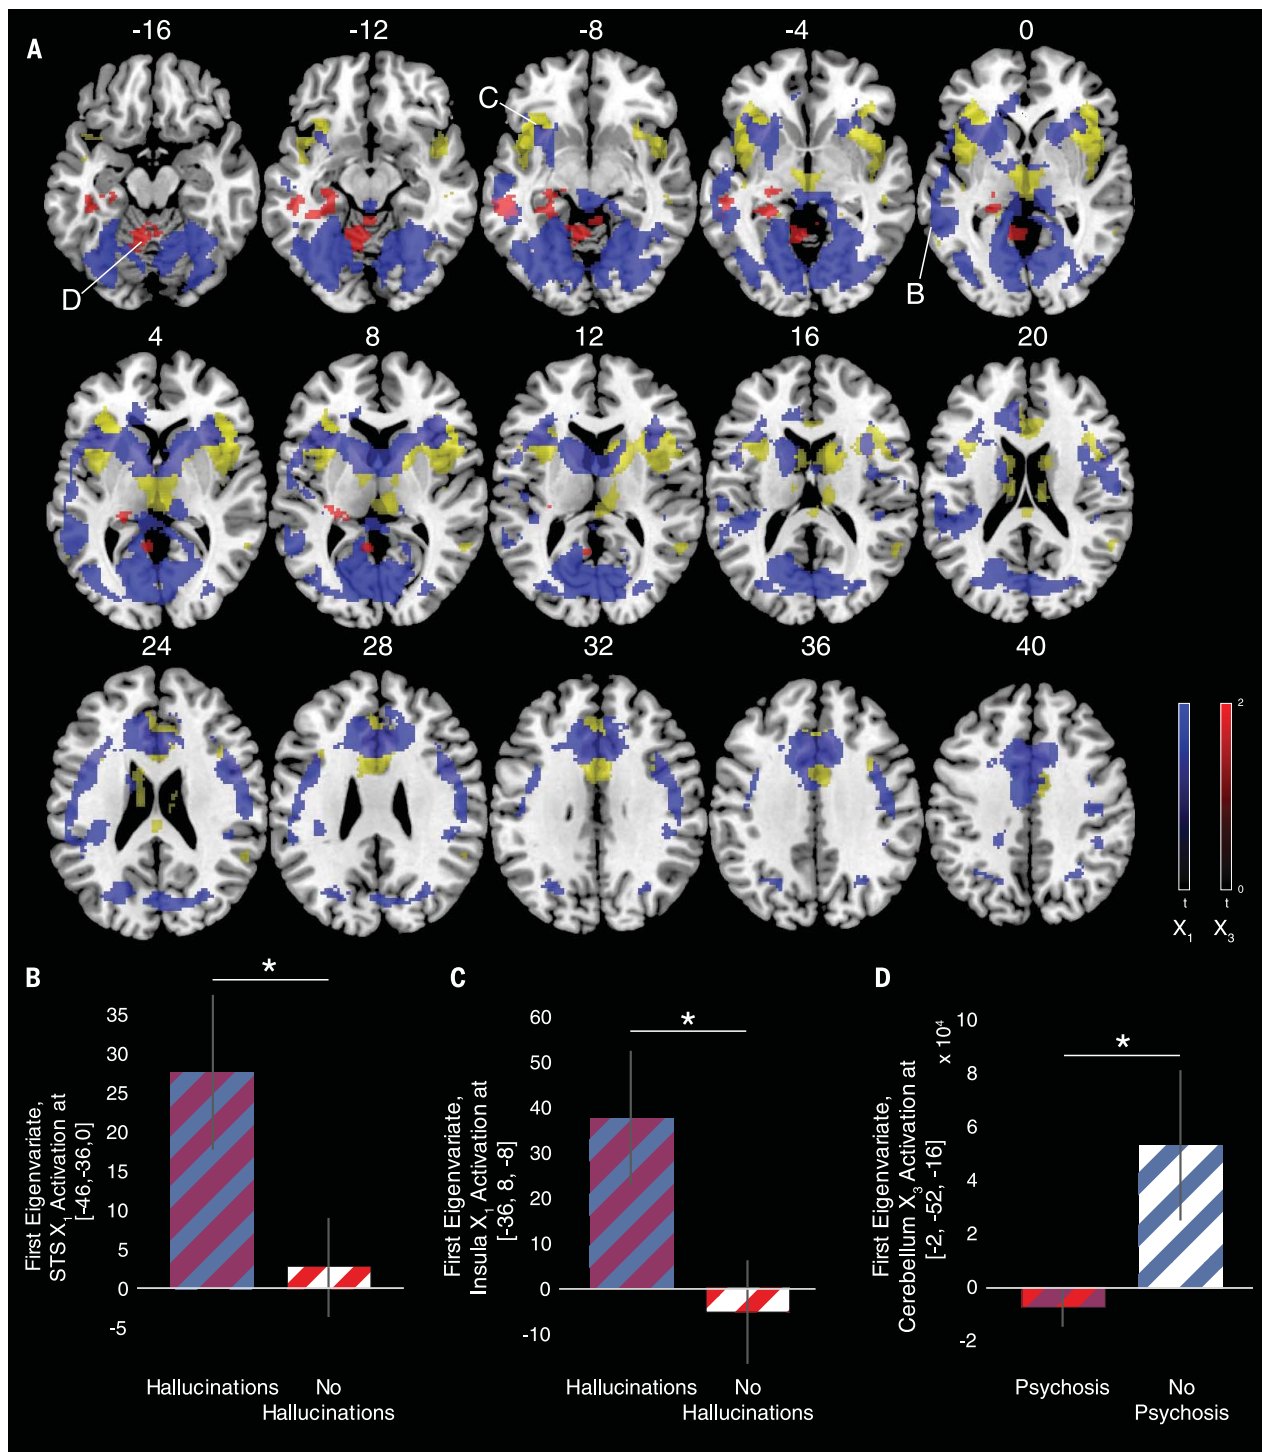 A
-16
-12
-8
-4
0
C
D
B
4
8
12
16
20
24
28
32
36
40
2
0
t
t
X1
X3
B
*
First Eigenvariate,
STS X1 Activation at
[-46,-36,0]
35
30
25
20
15
10
5
0
-5
Hallucinations
No
Hallucinations
C
*
First Eigenvariate,
Insula X1 Activation at
[-36, 8, -8]
60
50
40
30
20
10
0
-10
Hallucinations
No
Hallucinations
D
*
First Eigenvariate,
Cerebellum X3 Activation at
[-2, -52, -16]
x 10⁴
10
8
6
4
2
0
-2
Psychosis
No
Psychosis